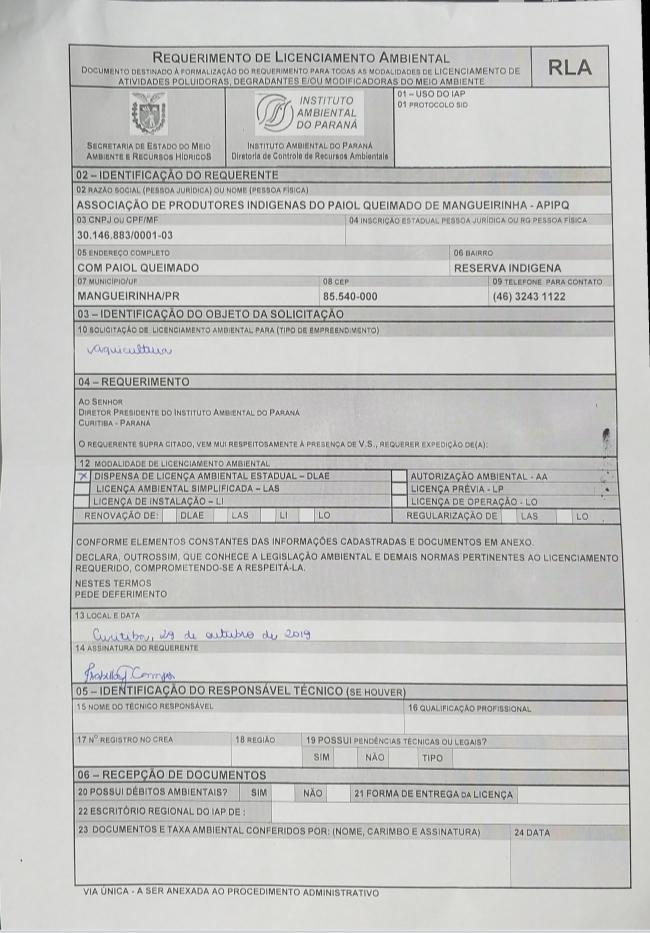 REQUERIMENTO DE LICENCIAMENTO AMBIENTAL
DOCUMENTO DESTINADO À FORMALIZAÇÃO DO REQUERIMENTO PARA TODAS AS MODALIDADES DE LICENCIAMENTO DE
ATIVIDADES POLUIDORAS, DEGRADANTES E/OU MODIFICADORAS DO MEIO AMBIENTE
RLA
SECRETARIA DE ESTADO DO MEIO
AMBIENTE E RECURSOS HÍDRICOS
INSTITUTO
AMBIENTAL
DO PARANÁ
INSTITUTO AMBIENTAL DO PARANÁ
Diretoria de Controle de Recursos Ambientais
01 – USO DO IAP
01 PROTOCOLO SID
02 – IDENTIFICAÇÃO DO REQUERENTE
02 RAZÃO SOCIAL (PESSOA JURÍDICA) OU NOME (PESSOA FÍSICA)
ASSOCIAÇÃO DE PRODUTORES INDIGENAS DO PAIOL QUEIMADO DE MANGUEIRINHA - APIPQ
03 CNPJ OU CPF/MF 04 INSCRIÇÃO ESTADUAL PESSOA JURÍDICA OU RG PESSOA FÍSICA
30.146.883/0001-03
05 ENDEREÇO COMPLETO 06 BAIRRO
COM PAIOL QUEIMADO RESERVA INDIGENA
07 MUNICÍPIO/UF 08 CEP 09 TELEFONE PARA CONTATO
MANGUEIRINHA/PR 85.540-000 (46) 3243 1122
03 – IDENTIFICAÇÃO DO OBJETO DA SOLICITAÇÃO
10 SOLICITAÇÃO DE LICENCIAMENTO AMBIENTAL PARA (TIPO DE EMPREENDIMENTO)
aquicultura
04 – REQUERIMENTO
AO SENHOR
DIRETOR PRESIDENTE DO INSTITUTO AMBIENTAL DO PARANÁ
CURITIBA - PARANÁ
O REQUERENTE SUPRA CITADO, VEM MUI RESPEITOSAMENTE À PRESENÇA DE V.S., REQUERER EXPEDIÇÃO DE(A):
12 MODALIDADE DE LICENCIAMENTO AMBIENTAL
X DISPENSA DE LICENÇA AMBIENTAL ESTADUAL – DLAE AUTORIZAÇÃO AMBIENTAL - AA
LICENÇA AMBIENTAL SIMPLIFICADA – LAS LICENÇA PRÉVIA - LP
LICENÇA DE INSTALAÇÃO – LI LICENÇA DE OPERAÇÃO - LO
RENOVAÇÃO DE: DLAE LAS LI LO REGULARIZAÇÃO DE LAS LO
CONFORME ELEMENTOS CONSTANTES DAS INFORMAÇÕES CADASTRADAS E DOCUMENTOS EM ANEXO.
DECLARA, OUTROSSIM, QUE CONHECE A LEGISLAÇÃO AMBIENTAL E DEMAIS NORMAS PERTINENTES AO LICENCIAMENTO
REQUERIDO, COMPROMETENDO-SE A RESPEITÁ-LA.
NESTES TERMOS
PEDE DEFERIMENTO
13 LOCAL E DATA
Curitiba, 29 de outubro de 2019
14 ASSINATURA DO REQUERENTE
05 – IDENTIFICAÇÃO DO RESPONSÁVEL TÉCNICO (SE HOUVER)
15 NOME DO TÉCNICO RESPONSÁVEL 16 QUALIFICAÇÃO PROFISSIONAL
17 Nº REGISTRO NO CREA 18 REGIÃO 19 POSSUI PENDÊNCIAS TÉCNICAS OU LEGAIS?
SIM NÃO TIPO
06 – RECEPÇÃO DE DOCUMENTOS
20 POSSUI DÉBITOS AMBIENTAIS? SIM NÃO 21 FORMA DE ENTREGA DA LICENÇA
22 ESCRITÓRIO REGIONAL DO IAP DE :
23 DOCUMENTOS E TAXA AMBIENTAL CONFERIDOS POR: (NOME, CARIMBO E ASSINATURA) 24 DATA
VIA ÚNICA - A SER ANEXADA AO PROCEDIMENTO ADMINISTRATIVO